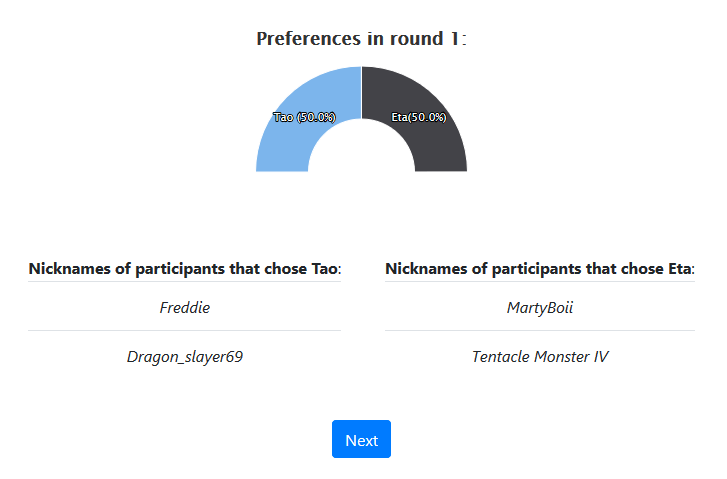 Preferences in round 1:
Tao (50.0%)
Eta(50.0%)
Nicknames of participants that chose Tao:
Freddie
Dragon_slayer69
Nicknames of participants that chose Eta:
MartyBoii
Tentacle Monster IV
Next